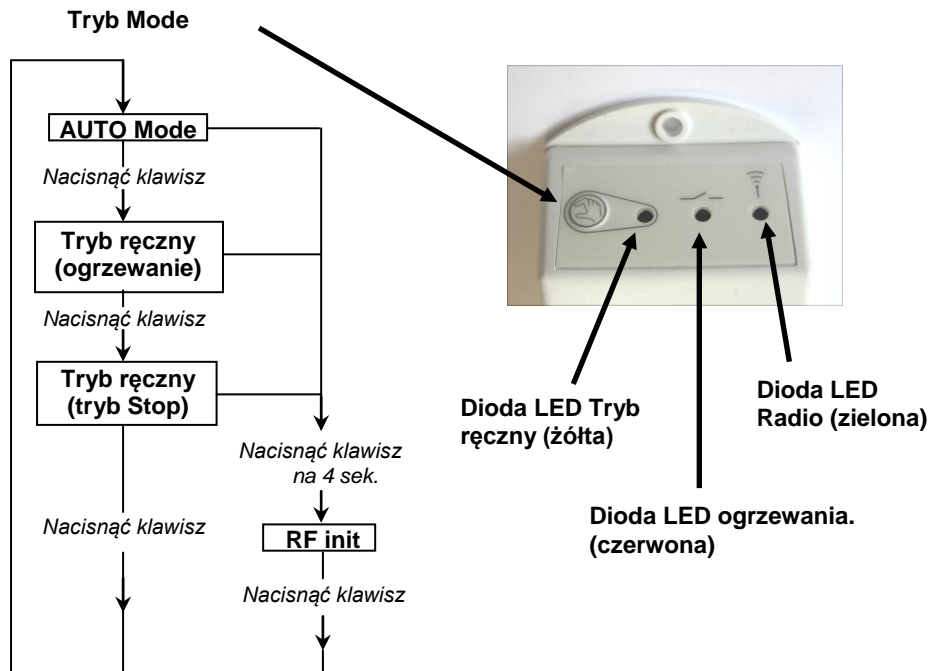 Tryb Mode
AUTO Mode
Nacisnąć klawisz
Tryb ręczny
(ogrzewanie)
Nacisnąć klawisz
Tryb ręczny
(tryb Stop)
Nacisnąć klawisz
Nacisnąć klawisz
na 4 sek.
RF init
Nacisnąć klawisz
Dioda LED Tryb
ręczny (żółta)
Dioda LED
Radio (zielona)
Dioda LED ogrzewania.
(czerwona)